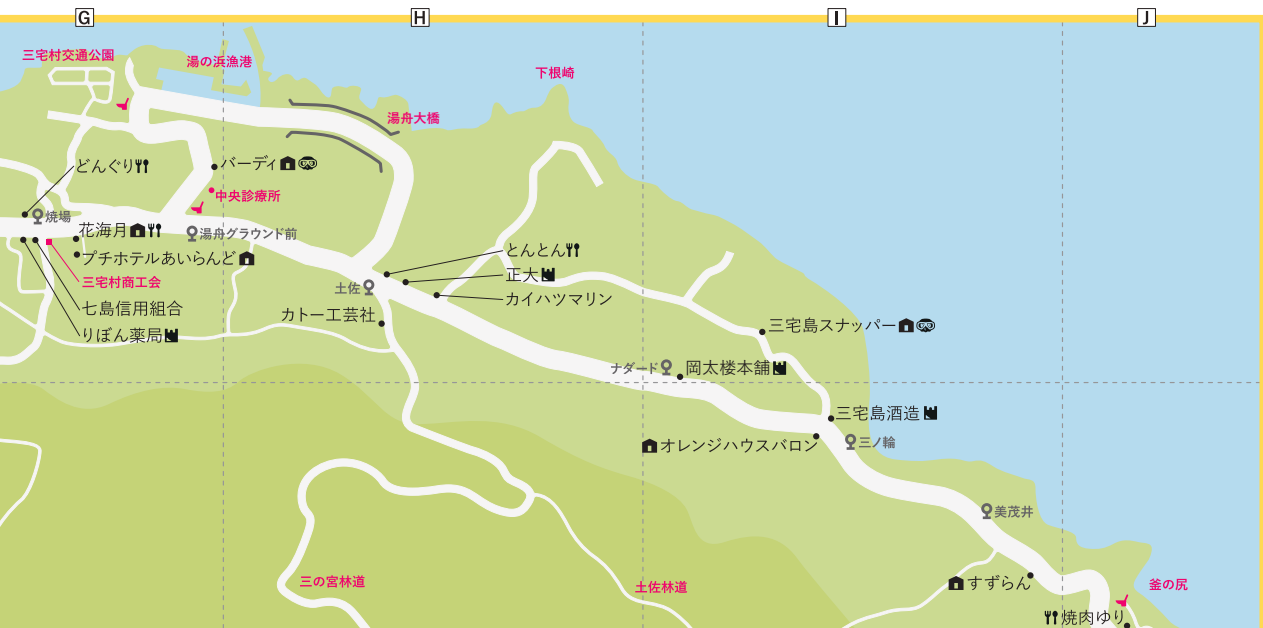 G
H
I
J
三宅村交通公園
湯の浜漁港
下根崎
湯舟大橋
どんぐり
バーディ
中央診療所
焼場
花海月
湯舟グラウンド前
プチホテルあいらんど
三宅村商工会
七島信用組合
りぼん薬局
とんとん
正大
カイハツマリン
土佐
カトー工芸社
三宅島スナッパー
ナダード
岡太楼本舗
三宅島酒造
オレンジハウスバロン
三ノ輪
美茂井
三の宮林道
土佐林道
すずらん
釜の尻
焼肉ゆり